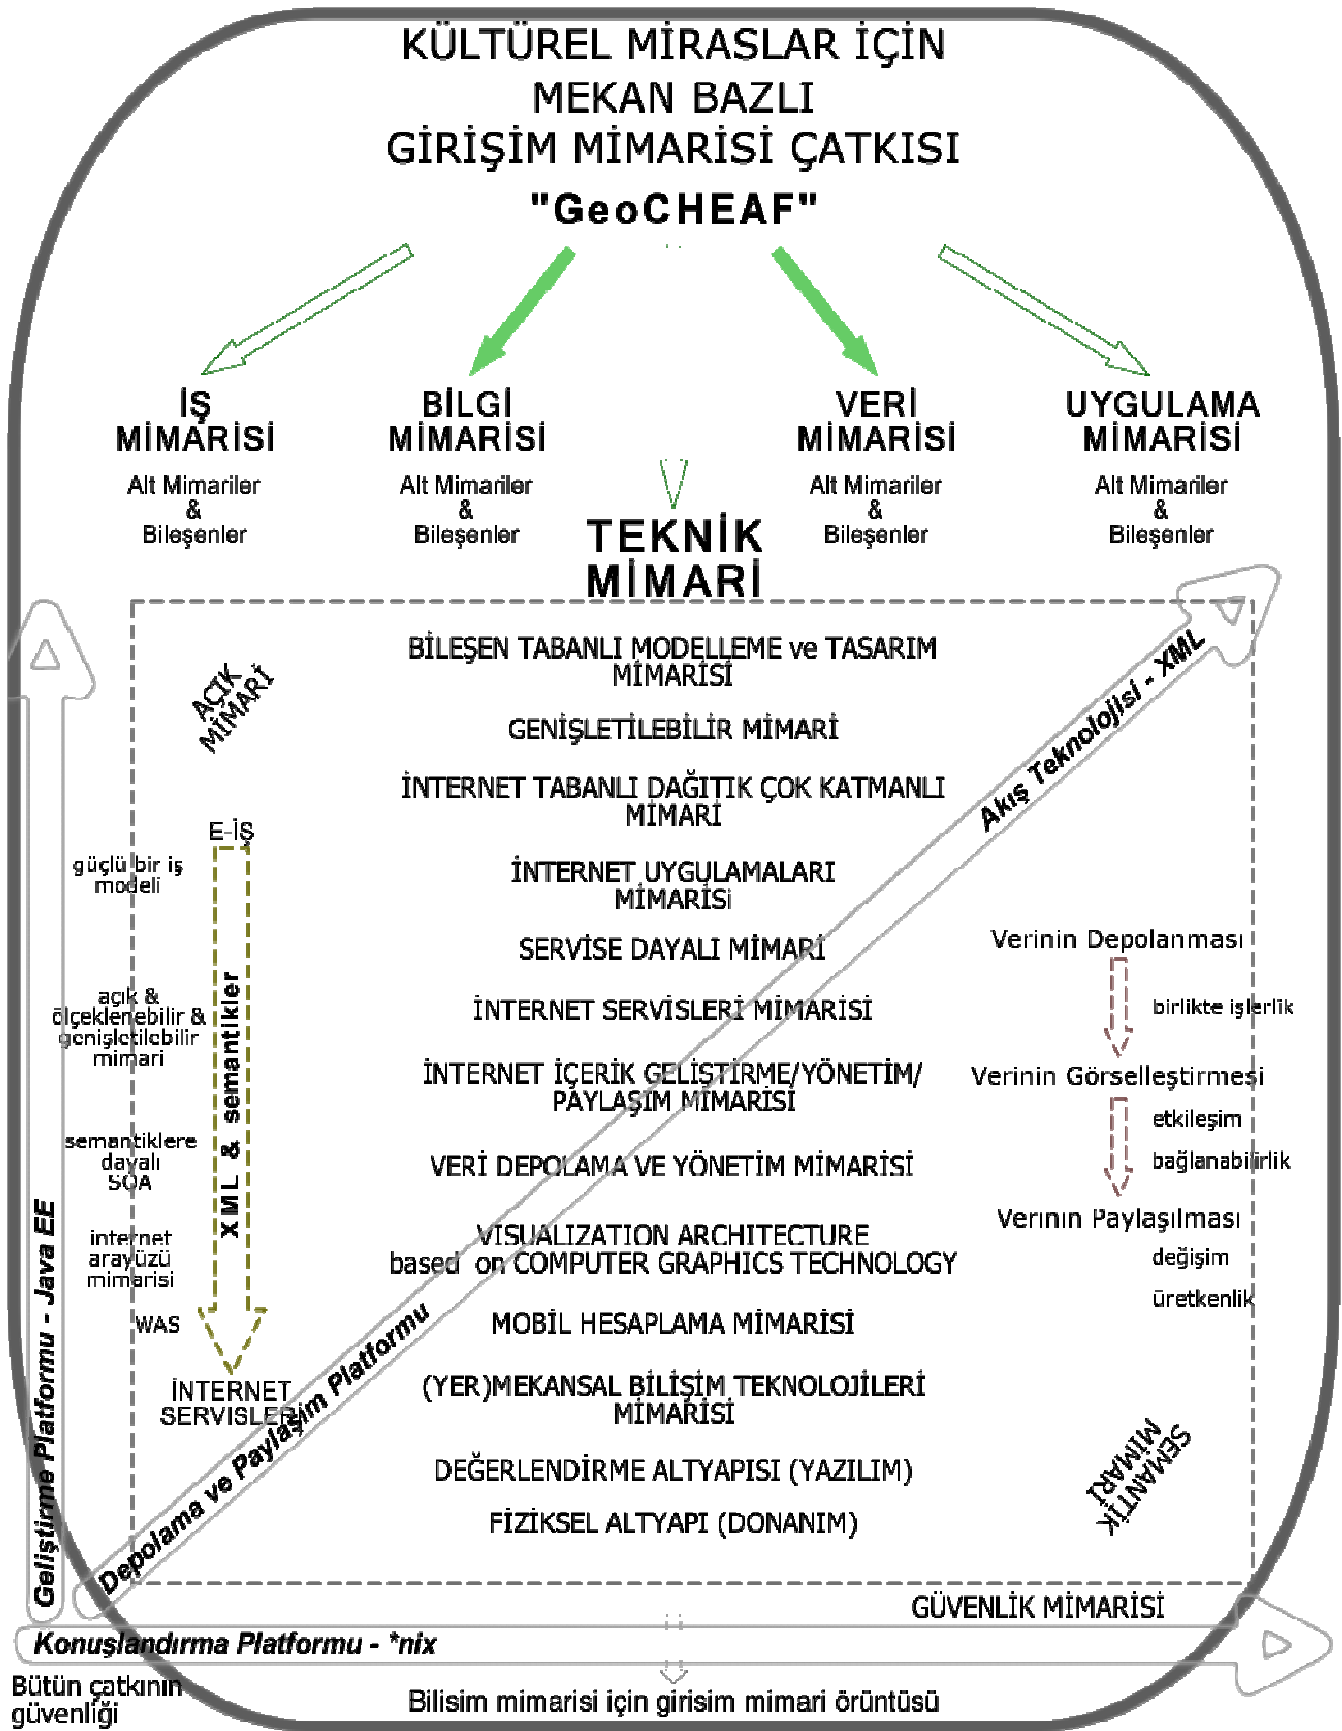 KÜLTÜREL MİRASLAR İÇİN
MEKAN BAZLI
GİRİŞİM MİMARİSİ ÇATKISI
"GeoCHEAF"
İŞ
MİMARİSİ
Alt Mimariler
&
Bileşenler
BİLGİ
MİMARİSİ
Alt Mimariler
&
Bileşenler
VERİ
MİMARİSİ
Alt Mimariler
&
Bileşenler
UYGULAMA
MİMARİSİ
Alt Mimariler
&
Bileşenler
TEKNİK
MİMARİ
AÇIK
MİMARİ
BİLEŞEN TABANLI MODELLEME ve TASARIM
MİMARİSİ
GENİŞLETİLEBİLİR MİMARİ
İNTERNET TABANLI DAĞITIK ÇOK KATMANLI
MİMARİ
İNTERNET UYGULAMALARI
MİMARİSi
SERVİSE DAYALI MİMARİ
İNTERNET SERVİSLERİ MİMARİSİ
İNTERNET İÇERİK GELİŞTİRME/YÖNETİM/
PAYLAŞIM MİMARİSİ
VERİ DEPOLAMA VE YÖNETİM MİMARİSİ
VISUALIZATION ARCHITECTURE
based on COMPUTER GRAPHICS TECHNOLOGY
MOBİL HESAPLAMA MİMARİSİ
(YER)MEKANSAL BİLİŞİM TEKNOLOJİLERİ
MİMARİSİ
DEĞERLENDİRME ALTYAPISI (YAZILIM)
FİZİKSEL ALTYAPI (DONANIM)
E-İŞ
güçlü bir iş
modeli
açık &
ölçeklenebilir &
genişletilebilir
mimari
semantiklere
dayalı
SOA
internet
arayüzü
mimarisi
WAS
XML & semantikler
İNTERNET
SERVİSLERİ
Verinin Depolanması
birlikte işlerlik
Verinin Görselleştirmesi
etkileşim
bağlanabilirlik
Verinin Paylaşılması
değişim
üretkenlik
SEMANTİK
MİMARİ
Akış Teknolojisi - XML
Depolama ve Paylaşim Platformu
Geliştirme Platformu - Java EE
GÜVENLİK MİMARİSİ
Konuşlandırma Platformu - *nix
Bütün çatkının
güvenliği
Bilisim mimarisi için girisim mimari örüntüsü